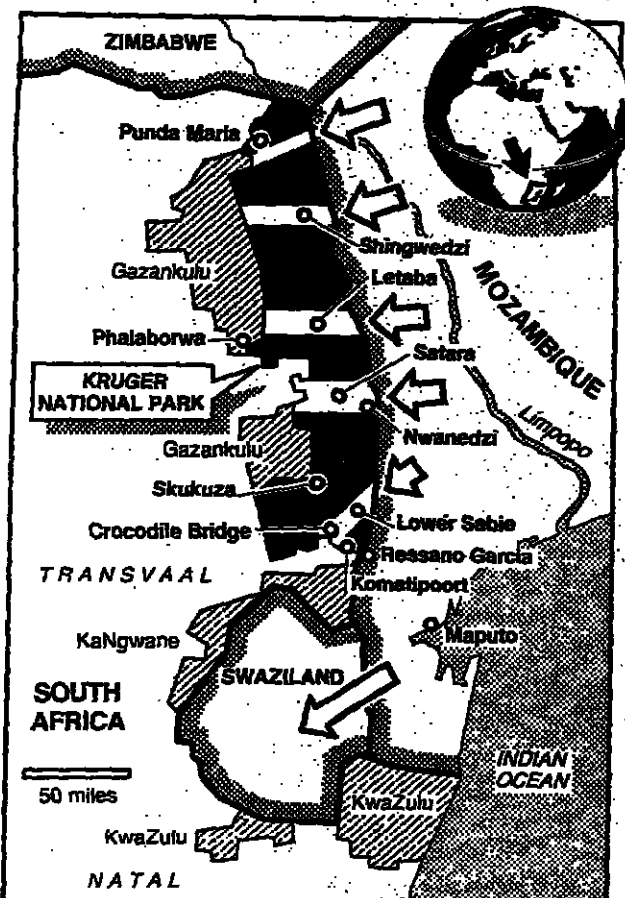 ZIMBABWE
Punda Maria
Shingwedzi
Gazankulu
Letaba
MOZAMBIQUE
Phalaborwa
Satara
KRUGER
NATIONAL PARK
Limpopo
Nwanedzi
Gazankulu
Skukuza
Lower Sabie
Crocodile Bridge
Ressano Garcia
TRANSVAAL
Komatipoort
KaNgwane
Maputo
SWAZILAND
SOUTH
AFRICA
INDIAN
OCEAN
50 miles
KwaZulu
KwaZulu
NATAL